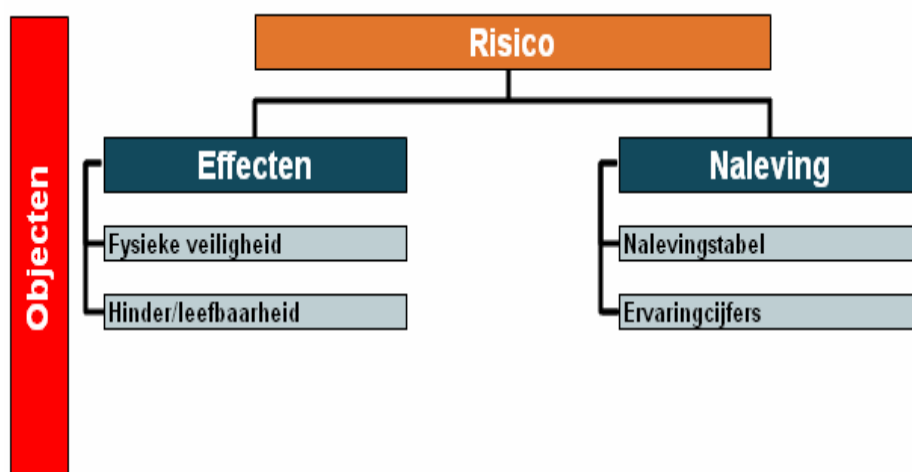 Objecten
Risico
Effecten
Fysieke veiligheid
Hinder/leefbaarheid
Naleving
Nalevingstabel
Ervaringcijfers